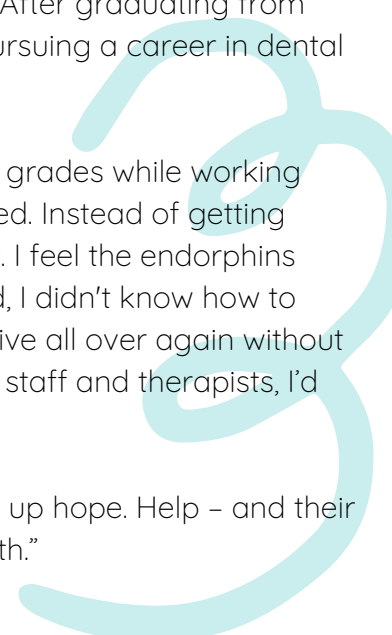 After graduating from
ursuing a career in dental
grades while working
ed. Instead of getting
. I feel the endorphins
d, I didn't know how to
ive all over again without
staff and therapists, I’d
up hope. Help – and their
th.”